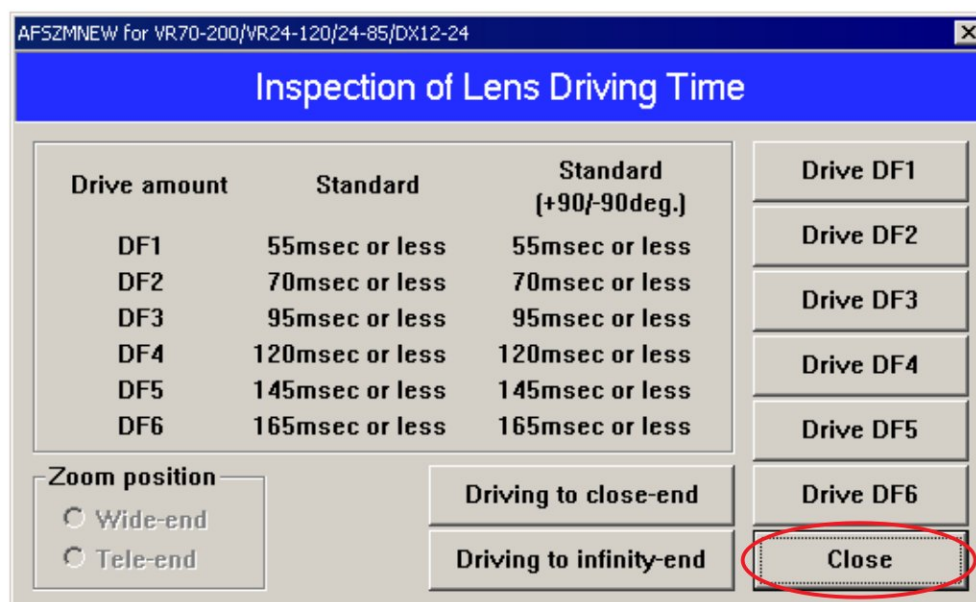 AFSZMNEW for VR70-200/VR24-120/24-85/DX12-24
Inspection of Lens Driving Time
Drive amount Standard Standard
(+90/-90deg.)
DF1 55msec or less 55msec or less
DF2 70msec or less 70msec or less
DF3 95msec or less 95msec or less
DF4 120msec or less 120msec or less
DF5 145msec or less 145msec or less
DF6 165msec or less 165msec or less
Zoom position
Wide-end
Tele-end
Driving to close-end
Driving to infinity-end
Drive DF1
Drive DF2
Drive DF3
Drive DF4
Drive DF5
Drive DF6
Close